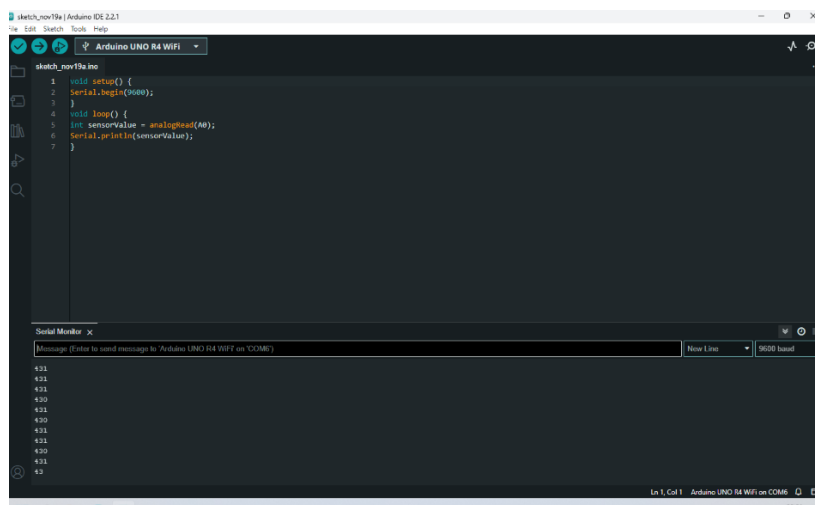 sketch_nov19a | Arduino IDE 2.2.1
File Edit Sketch Tools Help
Arduino UNO R4 WiFi
sketch_nov19a.ino
1 void setup() {
2 Serial.begin(9600);
3 }
4 void loop() {
5 int sensorValue = analogRead(A0);
6 Serial.println(sensorValue);
7 }
Serial Monitor
Message (Enter to send message to 'Arduino UNO R4 WiFi' on 'COM6')
New Line
9600 baud
431
431
431
430
431
430
431
431
430
431
43
Ln 1, Col 1 Arduino UNO R4 WiFi on COM6